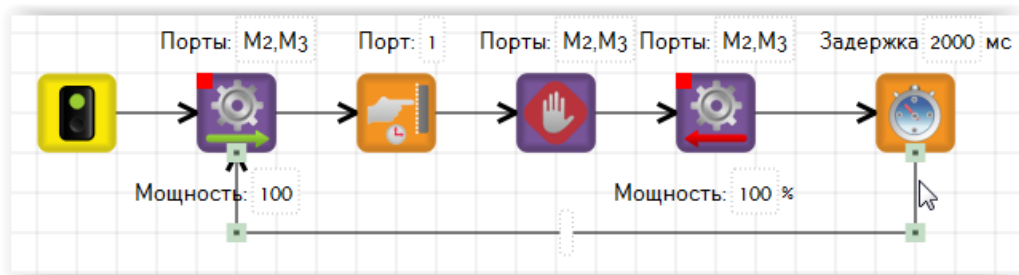 Порты: M2,M3 Порт: 1 Порты: M2,M3 Порты: M2,M3 Задержка 2000 мс
Мощность: 100 Мощность: 100 %